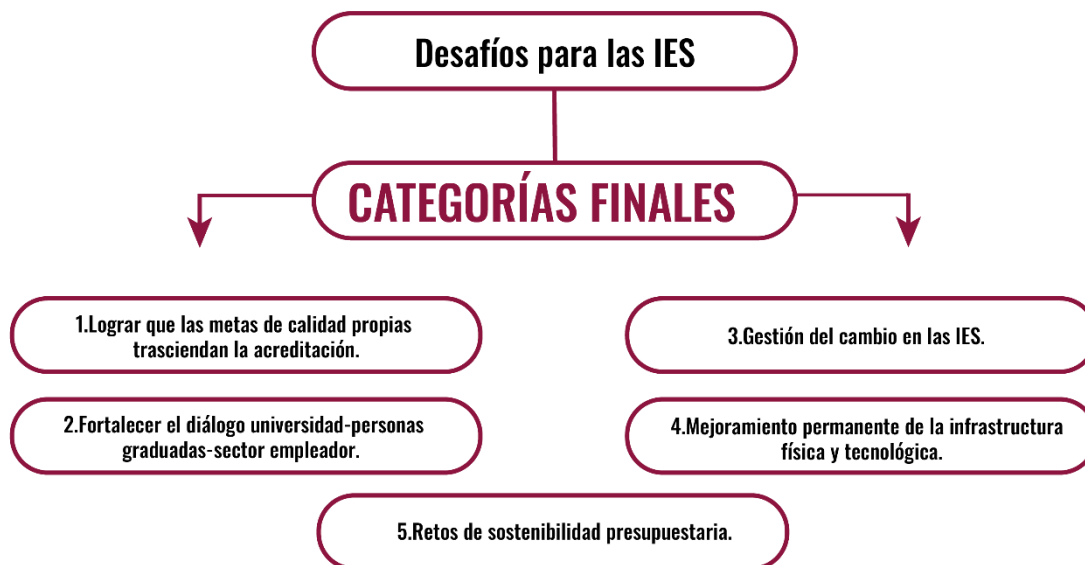 Desafíos para las IES
CATEGORÍAS FINALES
1.Lograr que las metas de calidad propias
trasciendan la acreditación.
2.Fortalecer el diálogo universidad-personas
graduadas-sector empleador.
3.Gestión del cambio en las IES.
4.Mejoramiento permanente de la infrastructura
física y tecnológica.
5.Retos de sostenibilidad presupuestaria.